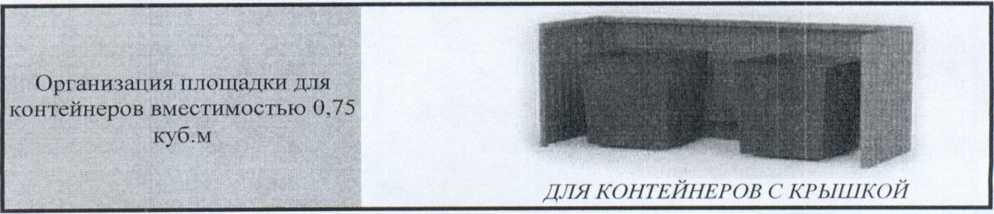 Организация площадки для
контейнеров вместимостью 0,75
куб.м
ДЛЯ КОНТЕЙНЕРОВ С КРЫШКОЙ